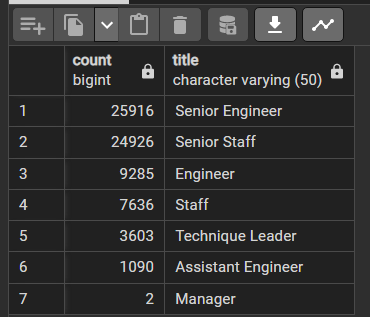 count title
bigint character varying (50)
1 25916 Senior Engineer
2 24926 Senior Staff
3 9285 Engineer
4 7636 Staff
5 3603 Technique Leader
6 1090 Assistant Engineer
7 2 Manager